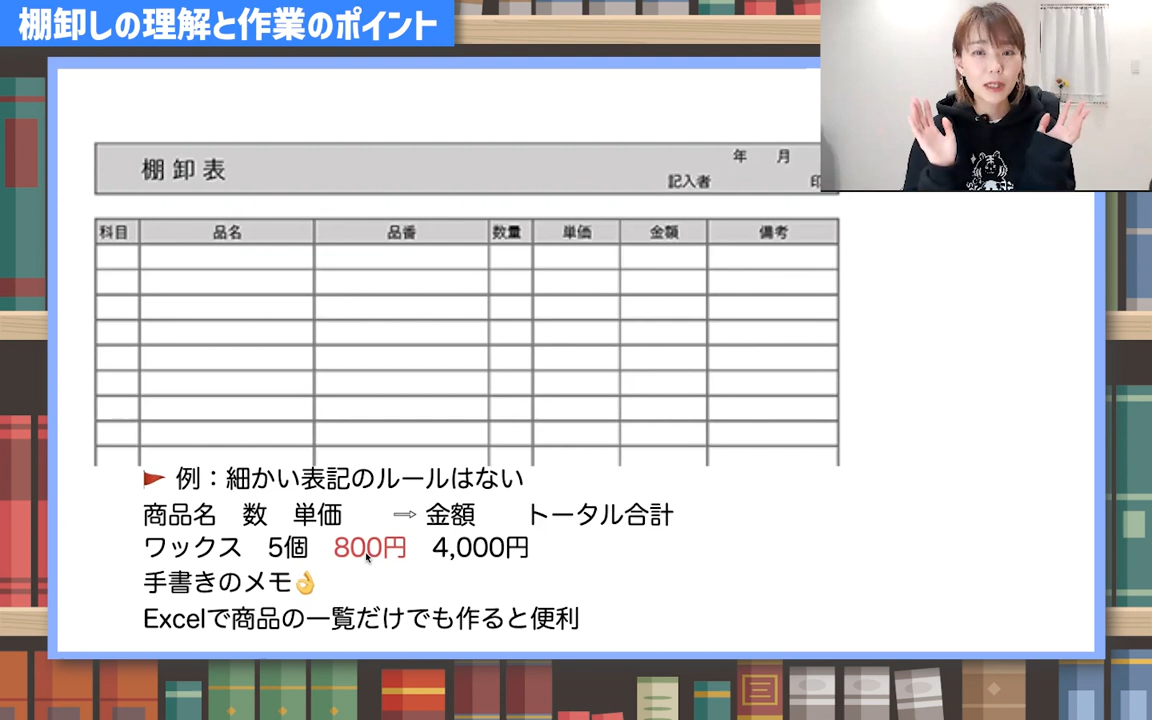 棚卸しの理解と作業のポイント
棚卸表
年 月
記入者 印
科目 品名 品番 数量 単価 金額 備考
🚩 例：細かい表記のルールはない
商品名 数 単価 ⇨ 金額 トータル合計
ワックス 5個 800円 4,000円
手書きのメモ👌
Excelで商品の一覧だけでも作ると便利